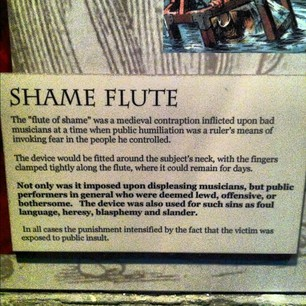 SHAME FLUTE
The "flute of shame" was a medieval contraption inflicted upon bad
musicians at a time when public humiliation was a ruler's means of
invoking fear in the people he controlled.
The device would be fitted around the subject's neck, with the fingers
clamped tightly along the flute, where it could remain for days.
Not only was it imposed upon displeasing musicians, but public
performers in general who were deemed lewd, offensive, or
bothersome. The device was also used for such sins as foul
language, heresy, blasphemy and slander.
In all cases the punishment intensified by the fact that the victim was
exposed to public insult.